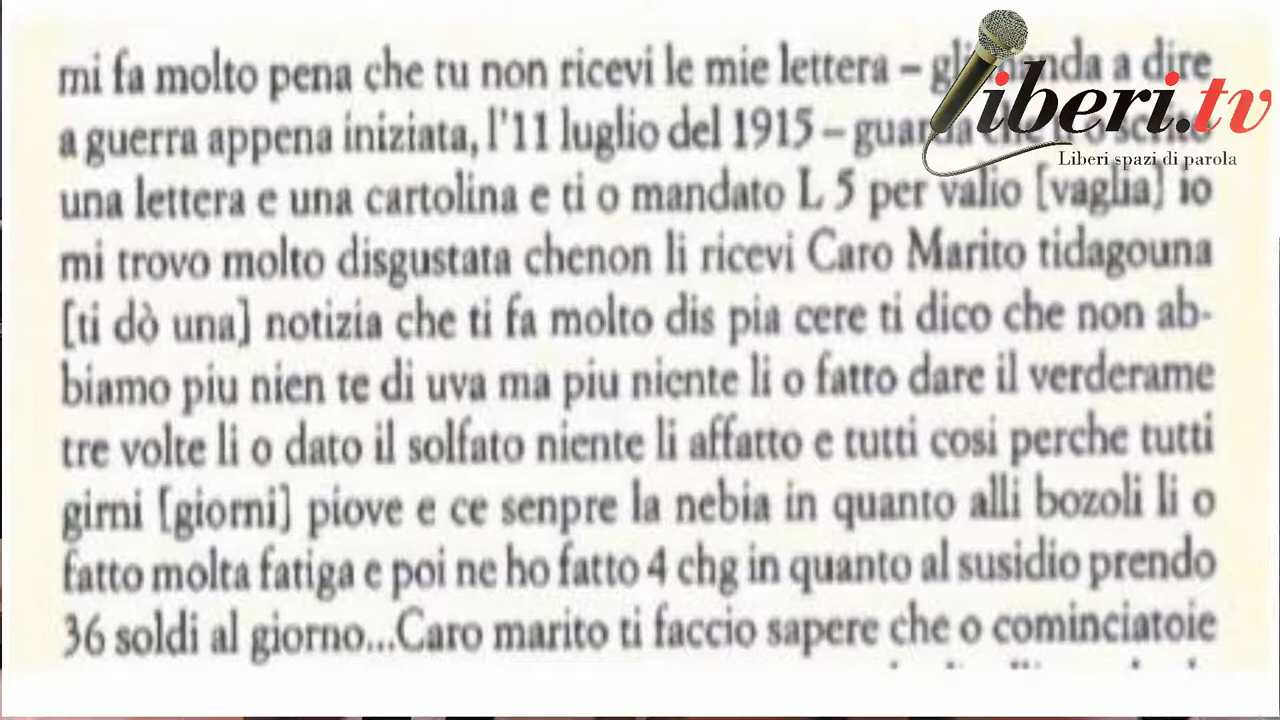 mi fa molto pena che tu non ricevi le mie lettera – gli manda a dire
a guerra appena iniziata, l'11 luglio del 1915 – guarda che
una lettera e una cartolina e ti o mandato L 5 per valio [vaglia] io
mi trovo molto disgustata chenon li ricevi Caro Marito tidagouna
[ti dò una] notizia che ti fa molto dis pia cere ti dico che non ab-
biamo piu nien te di uva ma piu niente li o fatto dare il verderame
tre volte li o dato il solfato niente li affatto e tutti cosi perche tutti
girni [giorni] piove e ce senpre la nebia in quanto alli bozoli li o
fatto molta fatiga e poi ne ho fatto 4 chg in quanto al susidio prendo
36 soldi al giorno...Caro marito ti faccio sapere che o cominciatoie
liberi.tv
Liberi spazi di parola